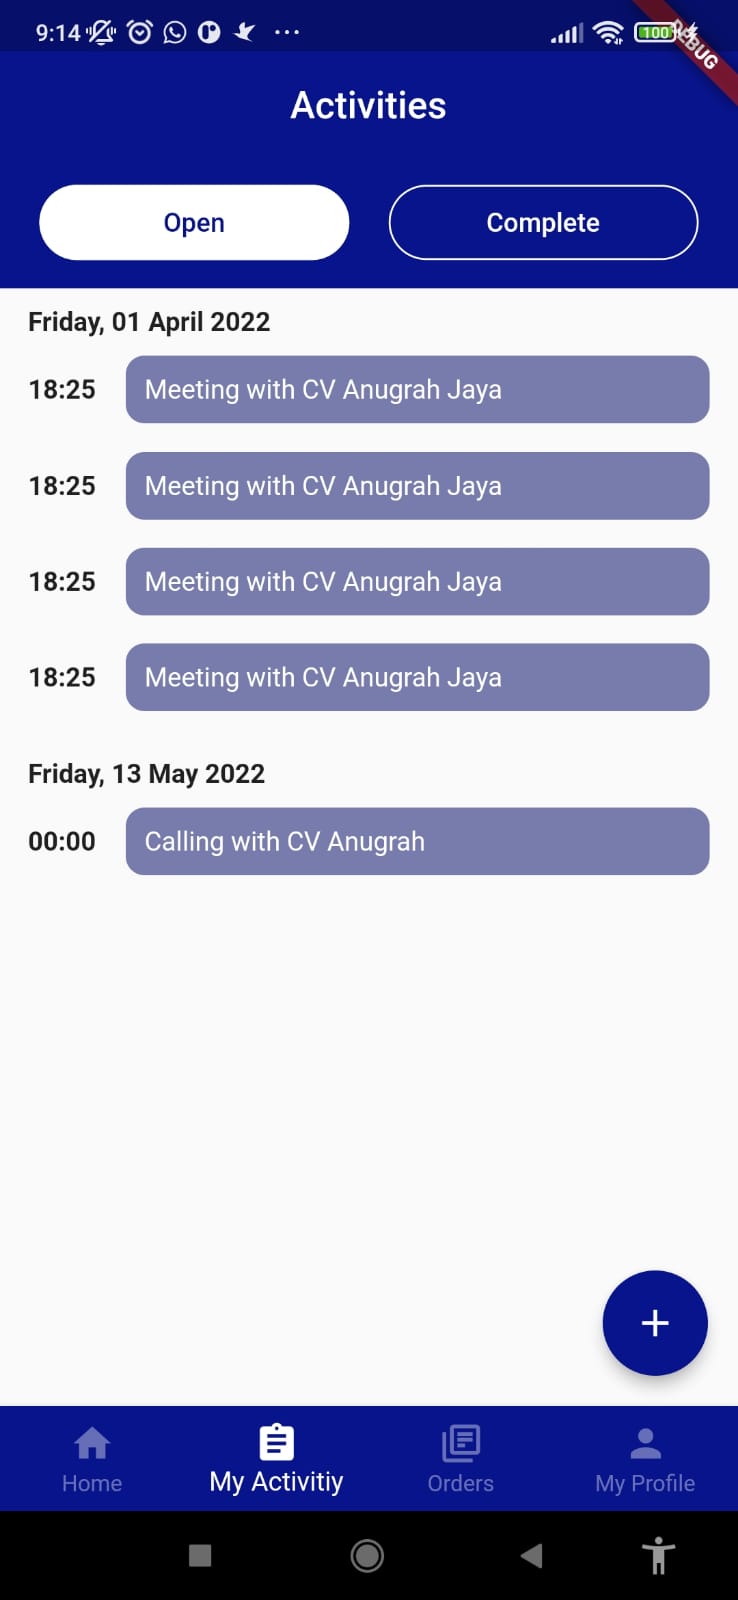 9:14
100
DEBUG
Activities
Open
Complete
Friday, 01 April 2022
18:25 Meeting with CV Anugrah Jaya
18:25 Meeting with CV Anugrah Jaya
18:25 Meeting with CV Anugrah Jaya
18:25 Meeting with CV Anugrah Jaya
Friday, 13 May 2022
00:00 Calling with CV Anugrah
+
Home
My Activitiy
Orders
My Profile